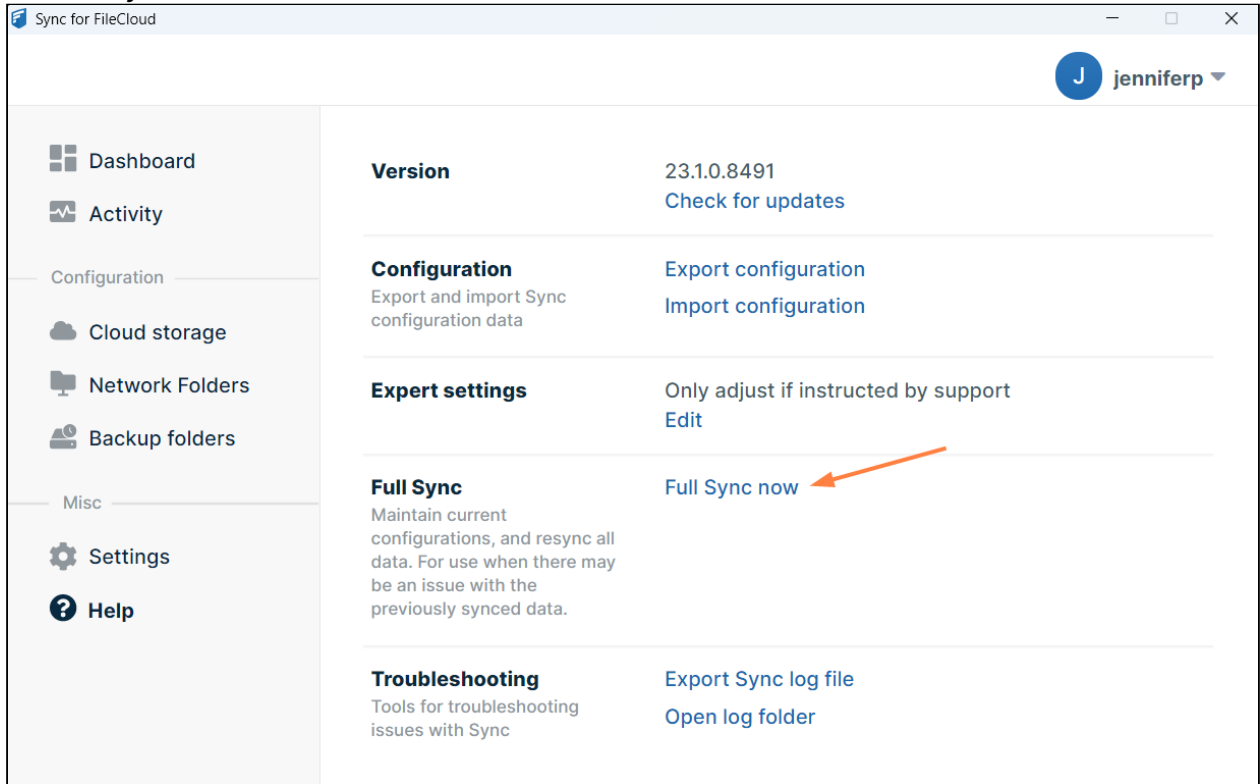 Sync for FileCloud
J jenniferp
Dashboard
Activity
Configuration
Cloud storage
Network Folders
Backup folders
Misc
Settings
Help
Version
23.1.0.8491
Check for updates
Configuration
Export and import Sync
configuration data
Export configuration
Import configuration
Expert settings
Only adjust if instructed by support
Edit
Full Sync
Maintain current
configurations, and resync all
data. For use when there may
be an issue with the
previously synced data.
Full Sync now
Troubleshooting
Tools for troubleshooting
issues with Sync
Export Sync log file
Open log folder